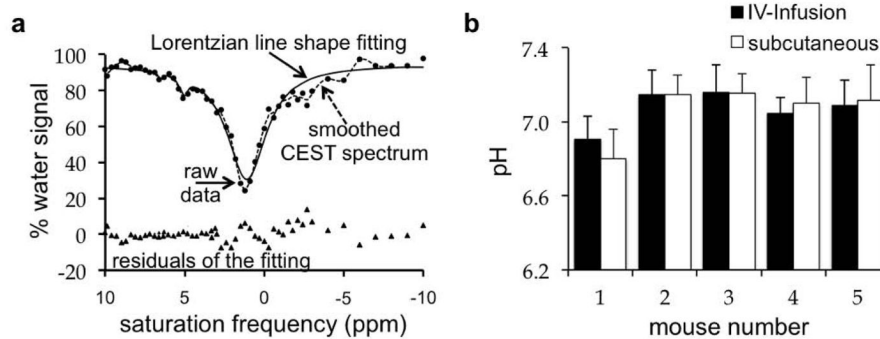 a
% water signal
100
80
60
40
20
0
-20
Lorentzian line shape fitting
smoothed
CEST spectrum
raw
data
residuals of the fitting
10
5
0
-5
-10
saturation frequency (ppm)
b
IV-Infusion
subcutaneous
pH
7.4
7.0
6.6
6.2
1
2
3
4
5
mouse number